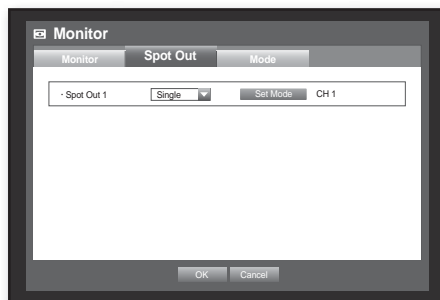 Monitor
Monitor Spot Out Mode
· Spot Out 1 Single Set Mode CH 1
OK Cancel